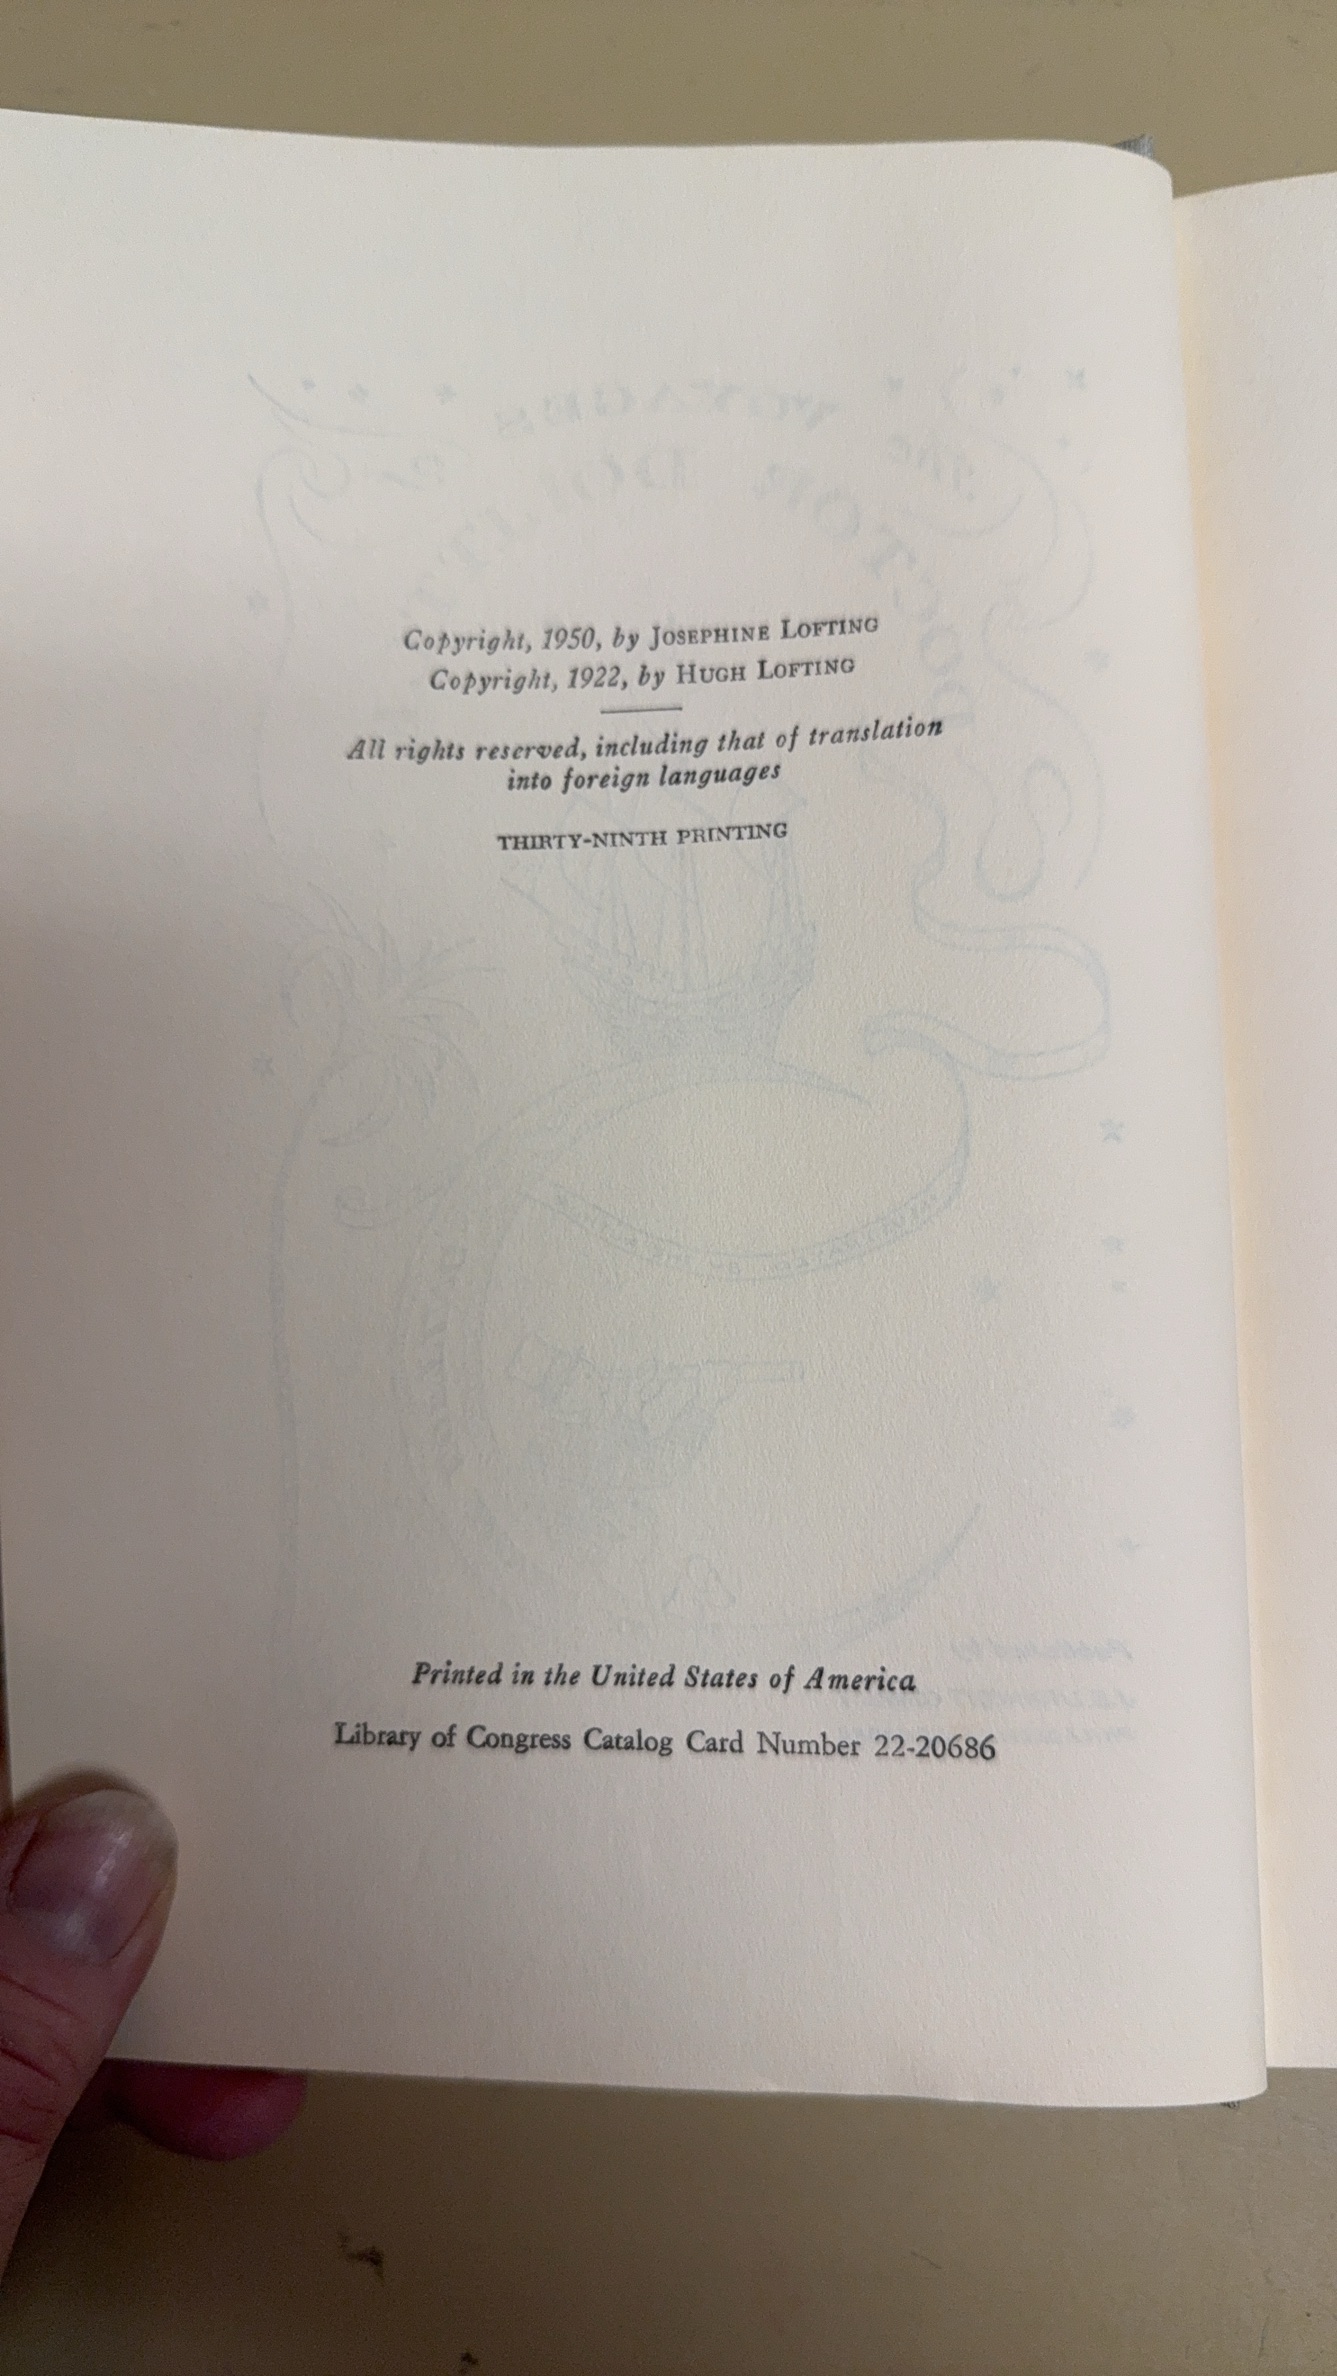 Copyright, 1950, by JOSEPHINE LOFTING
Copyright, 1922, by HUGH LOFTING
All rights reserved, including that of translation
into foreign languages
THIRTY-NINTH PRINTING
Printed in the United States of America
Library of Congress Catalog Card Number 22-20686